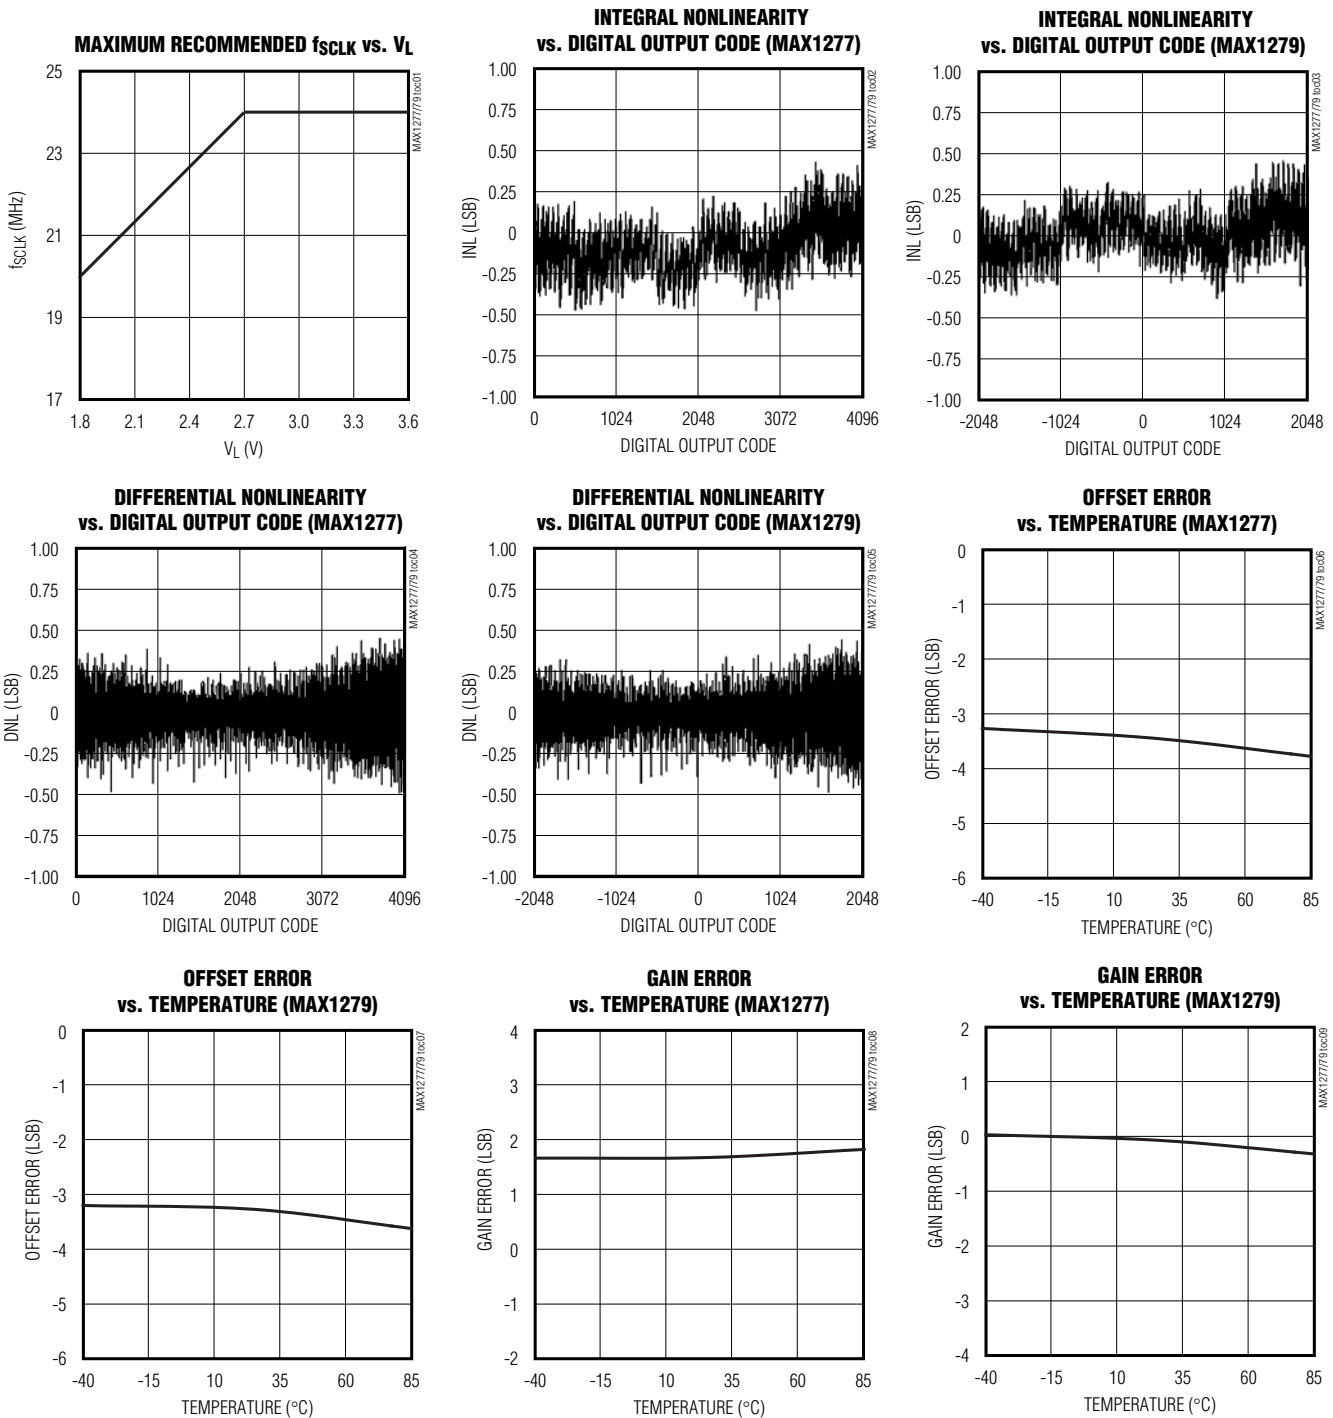 MAXIMUM RECOMMENDED fSCLK vs. VL
25
23
21
19
17
fSCLK (MHz)
1.8 2.1 2.4 2.7 3.0 3.3 3.6
VL (V)
MAX1277/79 toc01
INTEGRAL NONLINEARITY
vs. DIGITAL OUTPUT CODE (MAX1277)
1.00
0.75
0.50
0.25
0
-0.25
-0.50
-0.75
-1.00
INL (LSB)
0 1024 2048 3072 4096
DIGITAL OUTPUT CODE
MAX1277/79 toc02
INTEGRAL NONLINEARITY
vs. DIGITAL OUTPUT CODE (MAX1279)
1.00
0.75
0.50
0.25
0
-0.25
-0.50
-0.75
-1.00
INL (LSB)
-2048 -1024 0 1024 2048
DIGITAL OUTPUT CODE
MAX1277/79 toc03
DIFFERENTIAL NONLINEARITY
vs. DIGITAL OUTPUT CODE (MAX1277)
1.00
0.75
0.50
0.25
0
-0.25
-0.50
-0.75
-1.00
DNL (LSB)
0 1024 2048 3072 4096
DIGITAL OUTPUT CODE
MAX1277/79 toc04
DIFFERENTIAL NONLINEARITY
vs. DIGITAL OUTPUT CODE (MAX1279)
1.00
0.75
0.50
0.25
0
-0.25
-0.50
-0.75
-1.00
DNL (LSB)
-2048 -1024 0 1024 2048
DIGITAL OUTPUT CODE
MAX1277/79 toc05
OFFSET ERROR
vs. TEMPERATURE (MAX1277)
0
-1
-2
-3
-4
-5
-6
OFFSET ERROR (LSB)
-40 -15 10 35 60 85
TEMPERATURE (°C)
MAX1277/79 toc06
OFFSET ERROR
vs. TEMPERATURE (MAX1279)
0
-1
-2
-3
-4
-5
-6
OFFSET ERROR (LSB)
-40 -15 10 35 60 85
TEMPERATURE (°C)
MAX1277/79 toc07
GAIN ERROR
vs. TEMPERATURE (MAX1277)
4
3
2
1
0
-1
-2
GAIN ERROR (LSB)
-40 -15 10 35 60 85
TEMPERATURE (°C)
MAX1277/79 toc08
GAIN ERROR
vs. TEMPERATURE (MAX1279)
2
1
0
-1
-2
-3
-4
GAIN ERROR (LSB)
-40 -15 10 35 60 85
TEMPERATURE (°C)
MAX1277/79 toc09